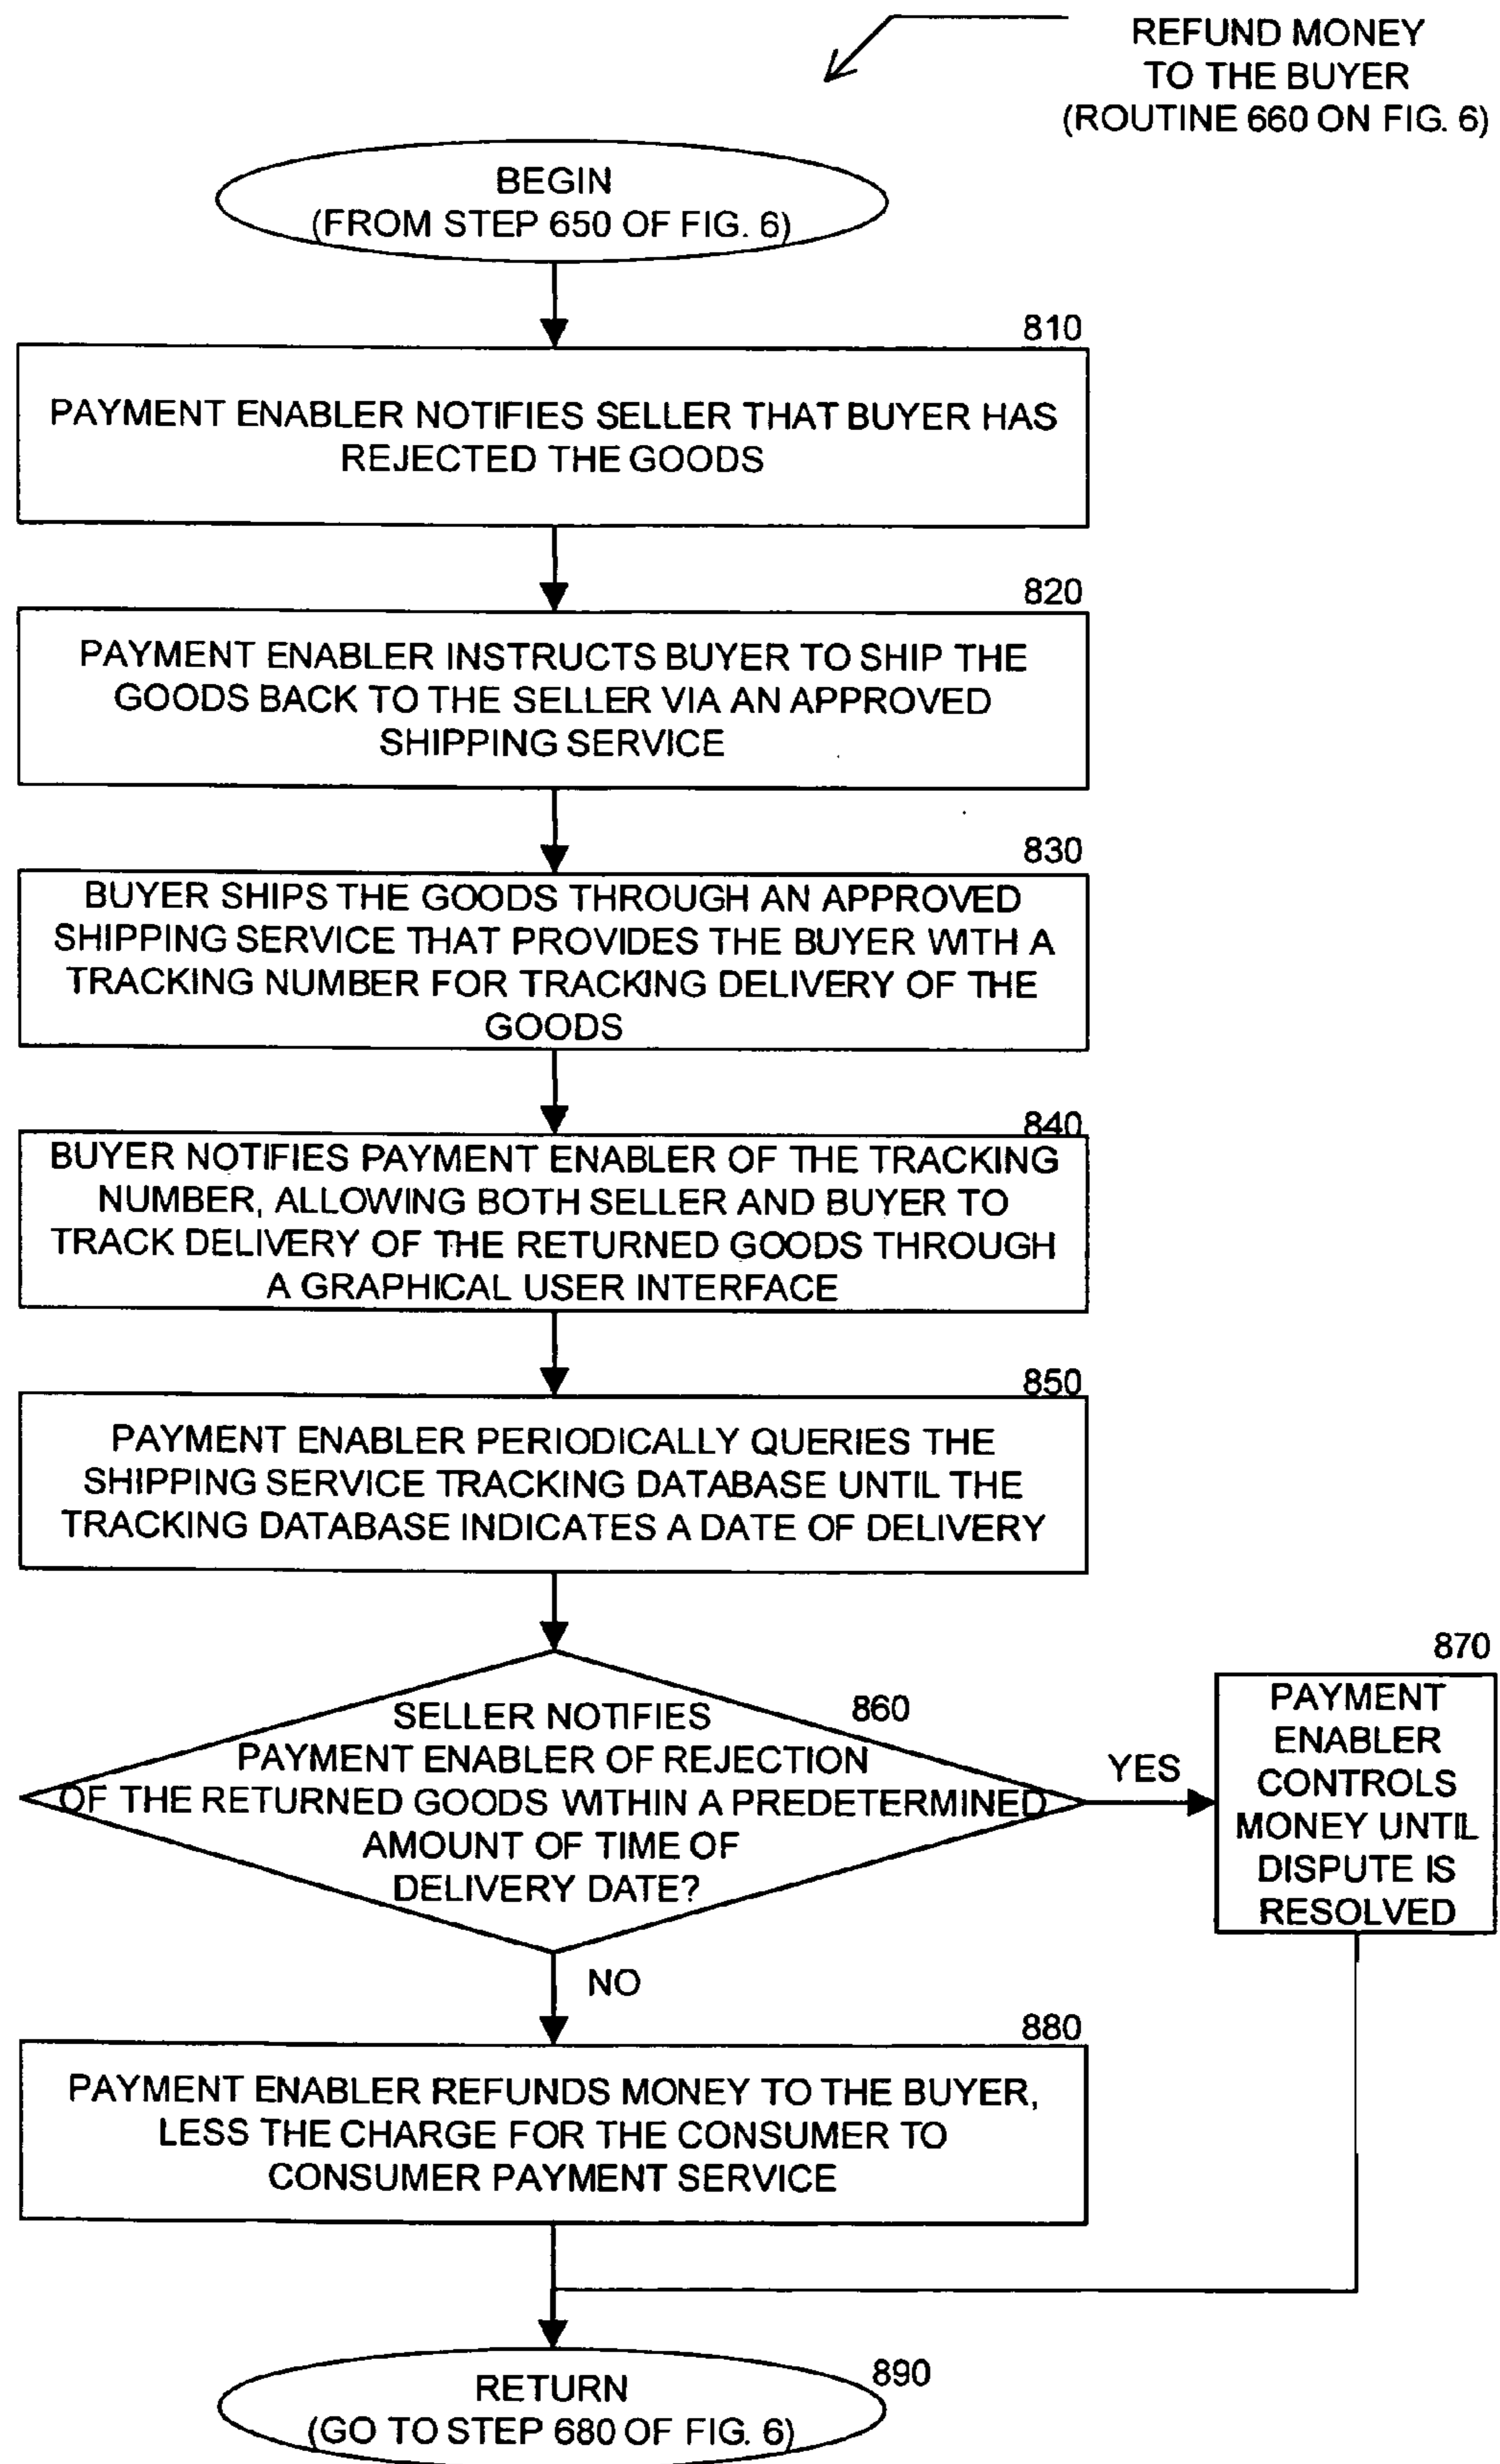 REFUND MONEY
TO THE BUYER
(ROUTINE 660 ON FIG. 6)
BEGIN
(FROM STEP 650 OF FIG. 6)
810
PAYMENT ENABLER NOTIFIES SELLER THAT BUYER HAS
REJECTED THE GOODS
820
PAYMENT ENABLER INSTRUCTS BUYER TO SHIP THE
GOODS BACK TO THE SELLER VIA AN APPROVED
SHIPPING SERVICE
830
BUYER SHIPS THE GOODS THROUGH AN APPROVED
SHIPPING SERVICE THAT PROVIDES THE BUYER WITH A
TRACKING NUMBER FOR TRACKING DELIVERY OF THE
GOODS
840
BUYER NOTIFIES PAYMENT ENABLER OF THE TRACKING
NUMBER, ALLOWING BOTH SELLER AND BUYER TO
TRACK DELIVERY OF THE RETURNED GOODS THROUGH
A GRAPHICAL USER INTERFACE
850
PAYMENT ENABLER PERIODICALLY QUERIES THE
SHIPPING SERVICE TRACKING DATABASE UNTIL THE
TRACKING DATABASE INDICATES A DATE OF DELIVERY
860
SELLER NOTIFIES
PAYMENT ENABLER OF REJECTION
OF THE RETURNED GOODS WITHIN A PREDETERMINED
AMOUNT OF TIME OF
DELIVERY DATE?
YES
870
PAYMENT
ENABLER
CONTROLS
MONEY UNTIL
DISPUTE IS
RESOLVED
NO
880
PAYMENT ENABLER REFUNDS MONEY TO THE BUYER,
LESS THE CHARGE FOR THE CONSUMER TO
CONSUMER PAYMENT SERVICE
890
RETURN
(GO TO STEP 680 OF FIG. 6)